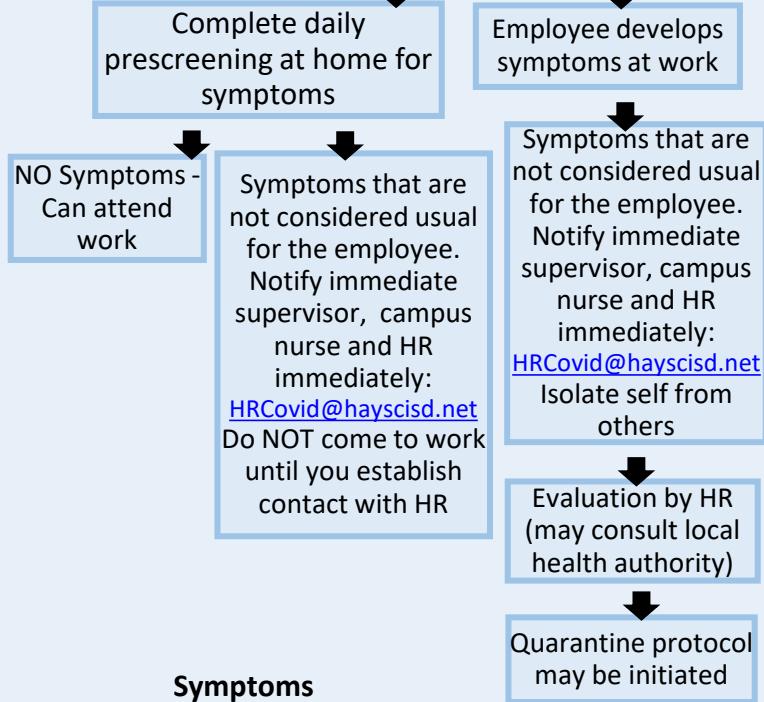 Complete daily
prescreening at home for
symptoms
Employee develops
symptoms at work
NO Symptoms -
Can attend
work
Symptoms that are
not considered usual
for the employee.
Notify immediate
supervisor, campus
nurse and HR
immediately:
HRCovid@hayscisd.net
Do NOT come to work
until you establish
contact with HR
Symptoms that are
not considered usual
for the employee.
Notify immediate
supervisor, campus
nurse and HR
immediately:
HRCovid@hayscisd.net
Isolate self from
others
Evaluation by HR
(may consult local
health authority)
Quarantine protocol
may be initiated
Symptoms